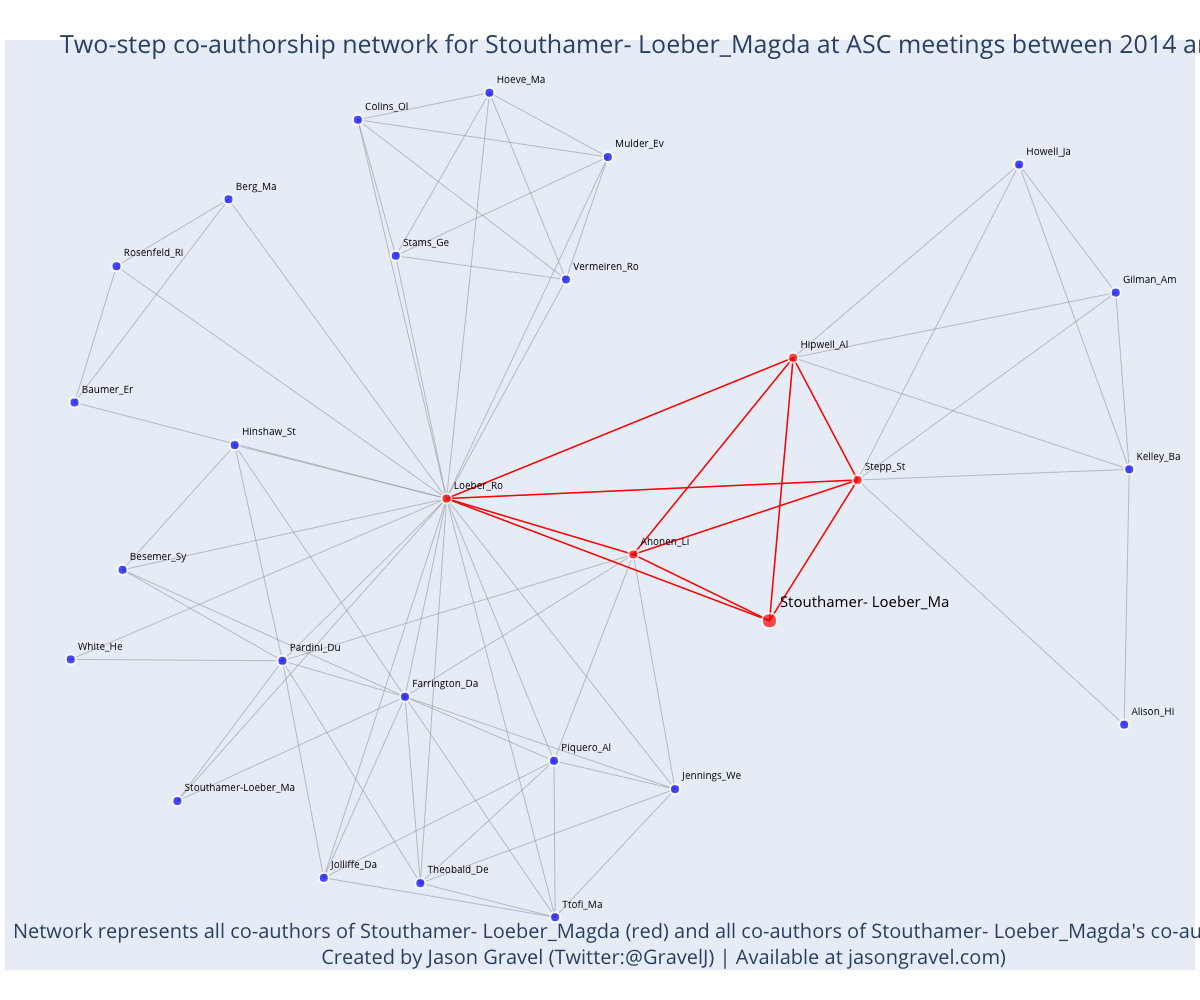 Two-step co-authorship network for Stouthamer- Loeber_Magda at ASC meetings between 2014 a
Hoeve_Ma
Colins_Ol
Mulder_Ev
Howell_Ja
Berg_Ma
Stams_Ge
Rosenfeld_Ri
Vermeiren_Ro
Gilman_Am
Hipwell_Al
Baumer_Er
Hinshaw_St
Kelley_Ba
Stepp_St
Loeber_Ro
Ahonen_Li
Besemer_Sy
Stouthamer- Loeber_Ma
White_He
Pardini_Du
Farrington_Da
Alison_Hi
Piquero_Al
Jennings_We
Stouthamer-Loeber_Ma
Jolliffe_Da
Theobald_De
Ttofi_Ma
Network represents all co-authors of Stouthamer- Loeber_Magda (red) and all co-authors of Stouthamer- Loeber_Magda's co-au
Created by Jason Gravel (Twitter:@GravelJ) | Available at jasongravel.com)